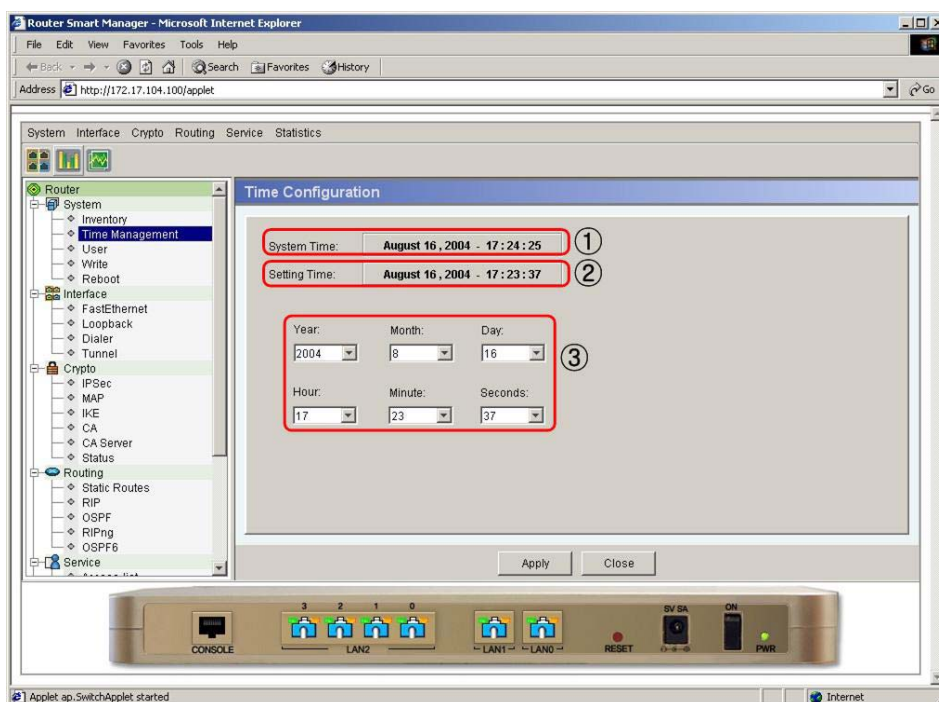 Router Smart Manager - Microsoft Internet Explorer
File Edit View Favorites Tools Help
Back Search Favorites History
Address http://172.17.104.100/applet Go
System Interface Crypto Routing Service Statistics
Router
System
Inventory
Time Management
User
Write
Reboot
Interface
FastEthernet
Loopback
Dialer
Tunnel
Crypto
IPSec
MAP
IKE
CA
CA Server
Status
Routing
Static Routes
RIP
OSPF
RIPng
OSPF6
Service
Time Configuration
System Time: August 16 , 2004 - 17 : 24 : 25 ①
Setting Time: August 16 , 2004 - 17 : 23 : 37 ②
Year: Month: Day:
2004 8 16
③
Hour: Minute: Seconds:
17 23 37
Apply Close
3 2 1 0 5V 5A ON
CONSOLE LAN2 LAN1 LAN0 RESET PWR
Applet ap.SwitchApplet started Internet